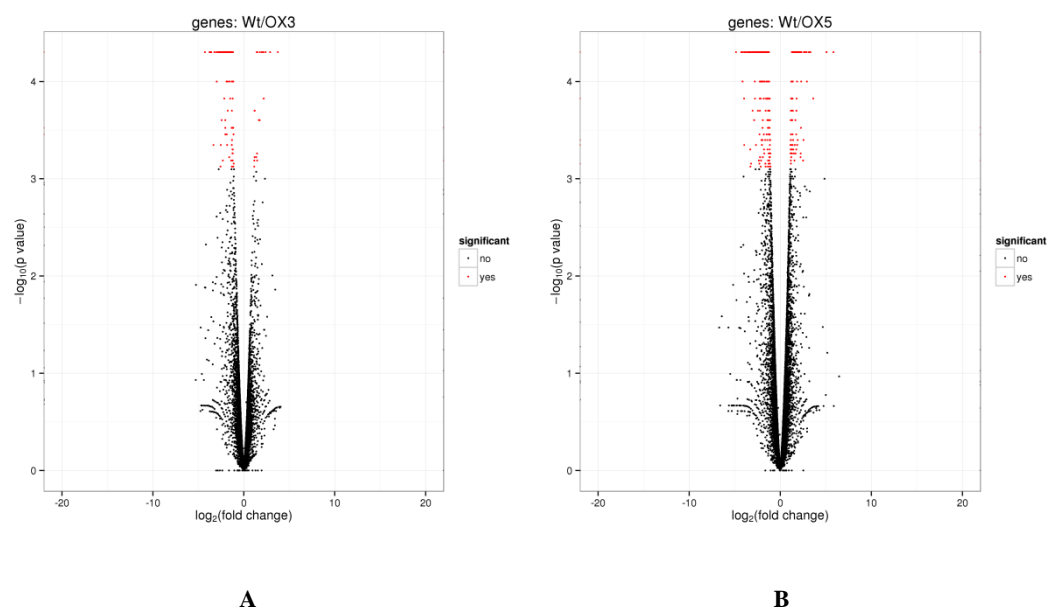 genes: Wt/OX3
4
3
2
1
0
−log10(p value)
-20 -10 0 10 20
log2(fold change)
significant
no
yes
A
genes: Wt/OX5
4
3
2
1
0
−log10(p value)
-20 -10 0 10 20
log2(fold change)
significant
no
yes
B